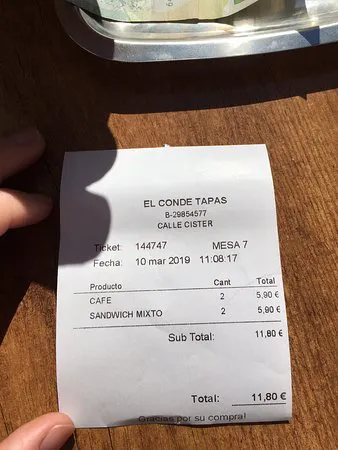 EL CONDE TAPAS
B-29854577
CALLE CISTER
Ticket: 144747 MESA 7
Fecha: 10 mar 2019 11:08:17
Producto Cant Total
CAFE 2 5,90 €
SANDWICH MIXTO 2 5,90 €
Sub Total: 11,80 €
Total: 11,80 €
Gracias por su compra!